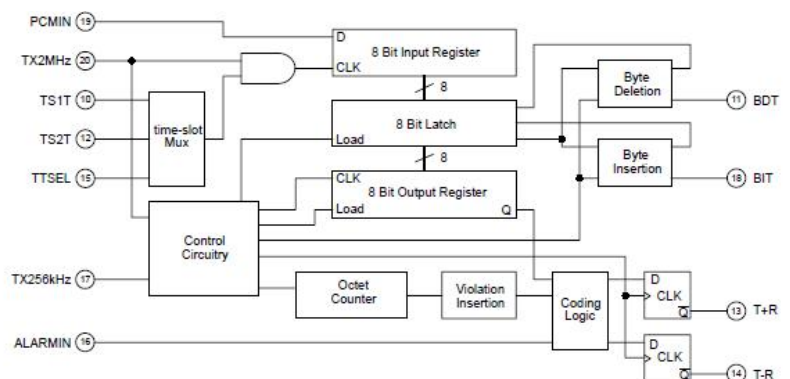 PCMIN 19
D
8 Bit Input Register
CLK
TX2MHz 20
8
Byte
Deletion
11 BDT
TS1T 10
time-slot
Mux
8 Bit Latch
Load
TS2T 12
8
Byte
Insertion
18 BIT
TTSEL 15
CLK
8 Bit Output Register
Load
Q
Control
Circuitry
TX256kHz 17
Octet
Counter
Violation
Insertion
Coding
Logic
D
CLK
Q
13 T+R
ALARMIN 16
D
CLK
Q
14 T-R